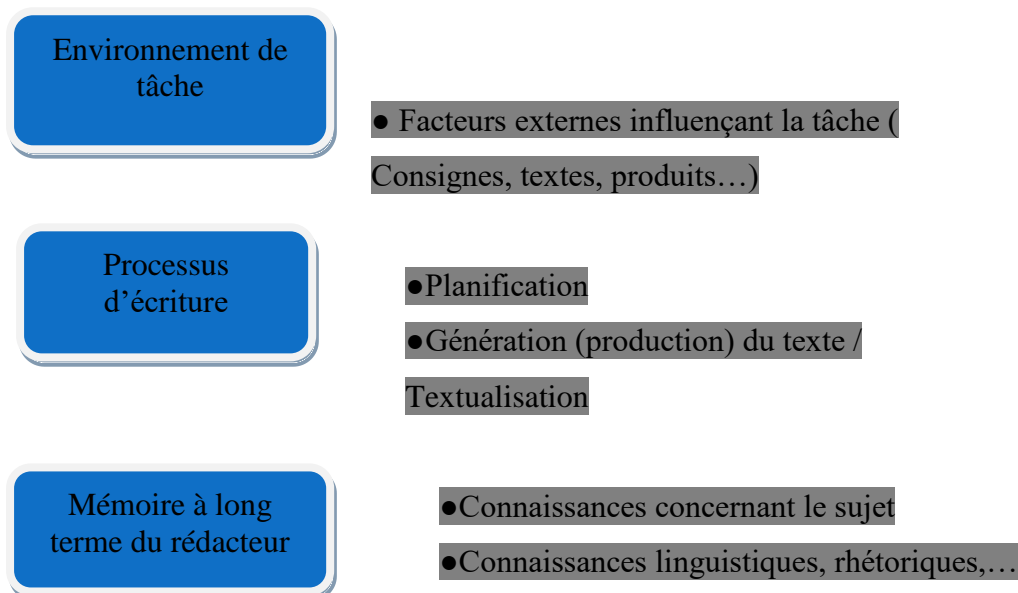 Environnement de
tâche
● Facteurs externes influençant la tâche (
Consignes, textes, produits…)
Processus
d’écriture
●Planification
●Génération (production) du texte /
Textualisation
Mémoire à long
terme du rédacteur
●Connaissances concernant le sujet
●Connaissances linguistiques, rhétoriques,…